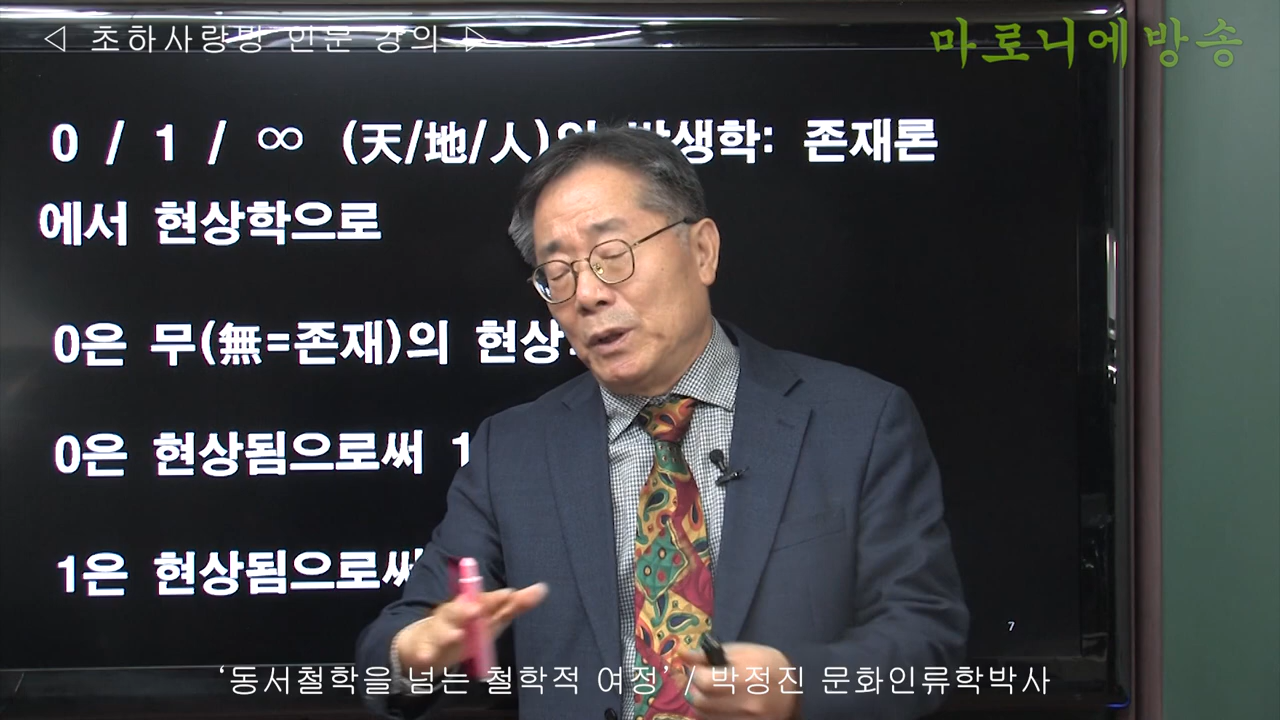 ◁ 초하사랑방 인문 강의 ▷
마로니에방송
0 / 1 / ∞ (天/地/人)의 발생학: 존재론
에서 현상학으로
0은 무(無=존재)의 현상
0은 현상됨으로써 1
1은 현상됨으로써
7
‘동서철학을 넘는 철학적 여정’ / 박정진 문화인류학박사